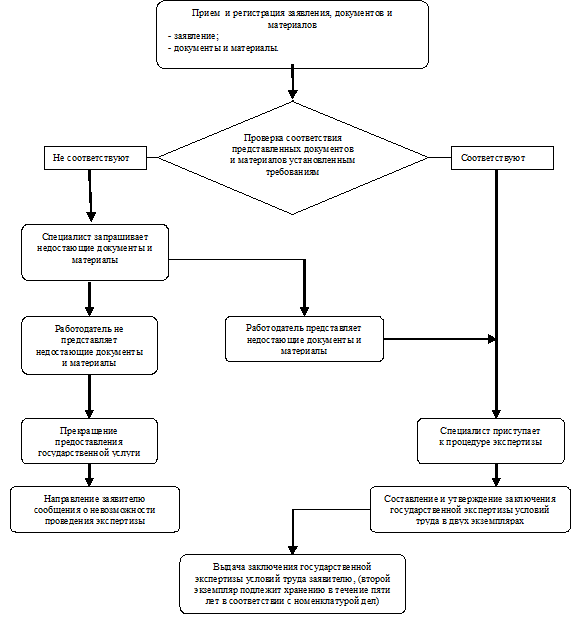 Прием и регистрация заявления, документов и
материалов
- заявление;
- документы и материалы.
Проверка соответствия
представленных документов
и материалов установленным
требованиям
Не соответствуют
Соответствуют
Специалист запрашивает
недостающие документы и
материалы
Работодатель не
представляет
недостающие документы
и материалы
Работодатель представляет
недостающие документы и
материалы
Прекращение
предоставления
государственной услуги
Специалист приступает
к процедуре экспертизы
Направление заявителю
сообщения о невозможности
проведения экспертизы
Составление и утверждение заключения
государственной экспертизы условий
труда в двух экземплярах
Выдача заключения государственной
экспертизы условий труда заявителю, (второй
экземпляр подлежит хранению в течение пяти
лет в соответствии с номенклатурой дел)